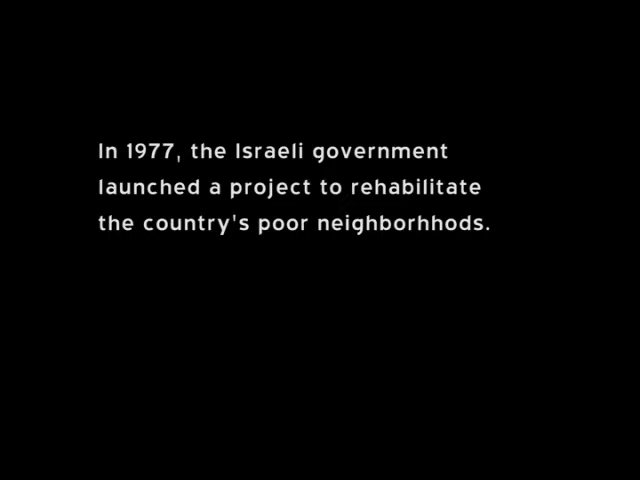 In 1977, the Israeli government
launched a project to rehabilitate
the country's poor neighborhhods.